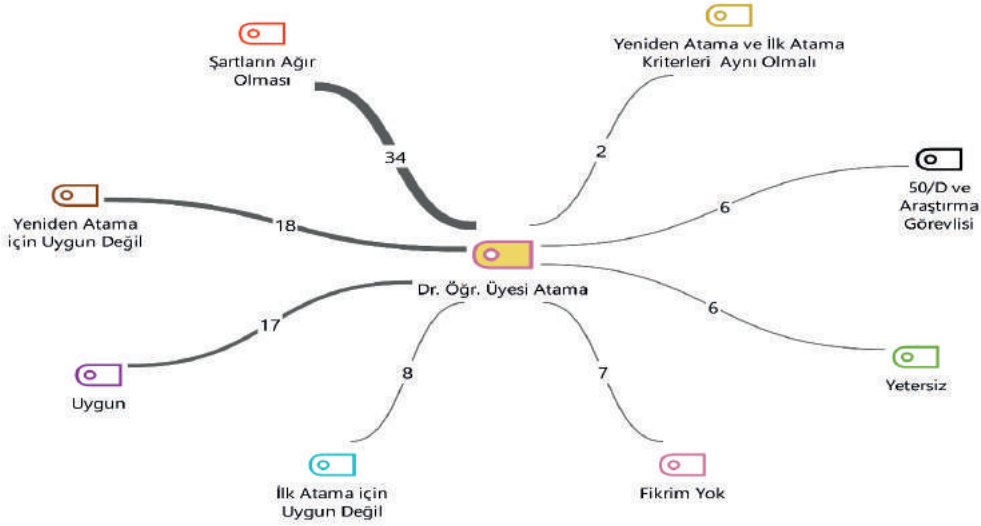 Şartların Ağır
Olması
Yeniden Atama ve İlk Atama
Kriterleri Aynı Olmalı
34
2
50/D ve
Araştırma
Görevlisi
6
Yeniden Atama
için Uygun Değil
18
Dr. Öğr. Üyesi Atama
6
17
Uygun
8
7
Yetersiz
İlk Atama için
Uygun Değil
Fikrim Yok